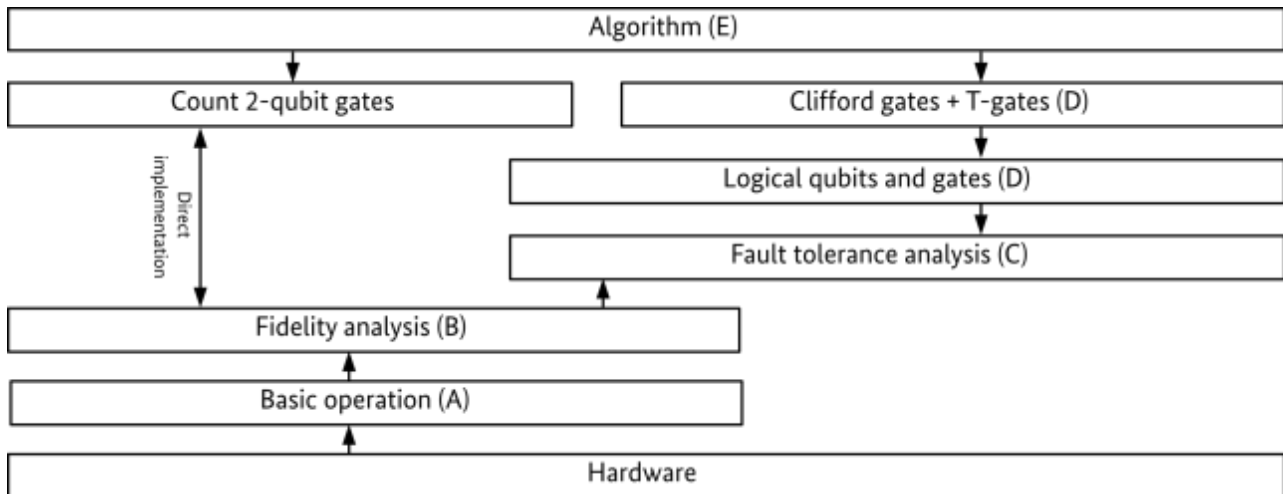 Algorithm (E)
Count 2-qubit gates
Clifford gates + T-gates (D)
Direct
implementation
Logical qubits and gates (D)
Fault tolerance analysis (C)
Fidelity analysis (B)
Basic operation (A)
Hardware